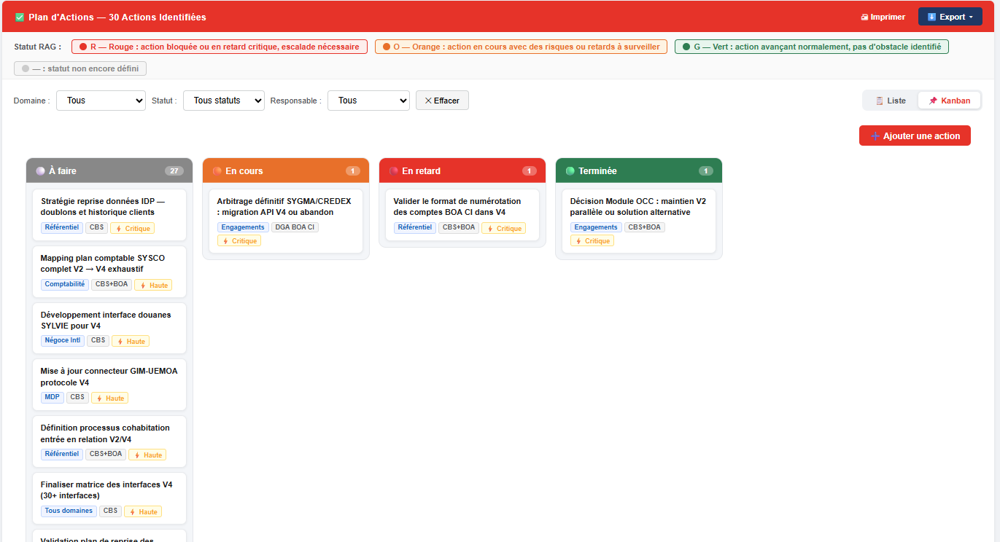 Plan d'Actions — 30 Actions Identifiées
Imprimer
Export
Statut RAG :
R — Rouge : action bloquée ou en retard critique, escalade nécessaire
O — Orange : action en cours avec des risques ou retards à surveiller
G — Vert : action avançant normalement, pas d'obstacle identifié
— : statut non encore défini
Domaine :
Tous
Statut :
Tous statuts
Responsable :
Tous
Effacer
Liste
Kanban
Ajouter une action
À faire
27
Stratégie reprise données IDP —
doublons et historique clients
Référentiel
CBS
Critique
Mapping plan comptable SYSCO
complet V2 → V4 exhaustif
Comptabilité
CBS+BOA
Haute
Développement interface douanes
SYLVIE pour V4
Négoce Intl
CBS
Haute
Mise à jour connecteur GIM-UEMOA
protocole V4
MDP
CBS
Haute
Définition processus cohabitation
entrée en relation V2/V4
Référentiel
CBS+BOA
Haute
Finaliser matrice des interfaces V4
(30+ interfaces)
Tous domaines
CBS
Haute
Validation plan de reprise des
En cours
1
Arbitrage définitif SYGMA/CREDEX
: migration API V4 ou abandon
Engagements
DGA BOA CI
Critique
En retard
1
Valider le format de numérotation
des comptes BOA CI dans V4
Référentiel
CBS+BOA
Critique
Terminée
1
Décision Module OCC : maintien V2
parallèle ou solution alternative
Engagements
CBS+BOA
Critique